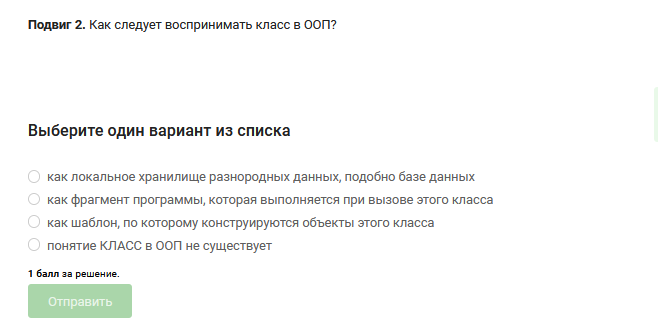 Подвиг 2. Как следует воспринимать класс в ООП?
Выберите один вариант из списка
как локальное хранилище разнородных данных, подобно базе данных
как фрагмент программы, которая выполняется при вызове этого класса
как шаблон, по которому конструируются объекты этого класса
понятие КЛАСС в ООП не существует
1 балл за решение.
Отправить